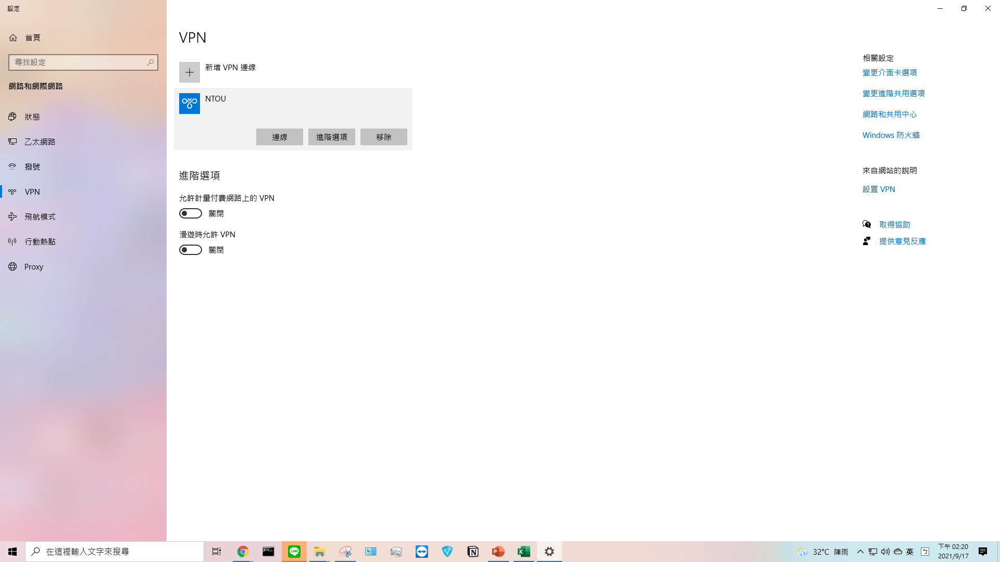 設定
首頁
尋找設定
網路和網際網路
狀態
乙太網路
撥號
VPN
飛航模式
行動熱點
Proxy
VPN
新增 VPN 連線
NTOU
連線
進階選項
移除
進階選項
允許計量付費網路上的 VPN
關閉
漫遊時允許 VPN
關閉
相關設定
變更介面卡選項
變更進階共用選項
網路和共用中心
Windows 防火牆
來自網站的說明
設置 VPN
取得協助
提供意見反應
在這裡輸入文字來搜尋
LINE
N
P
X
32°C 陣雨
英
ㄅ
下午 02:20
2021/9/17